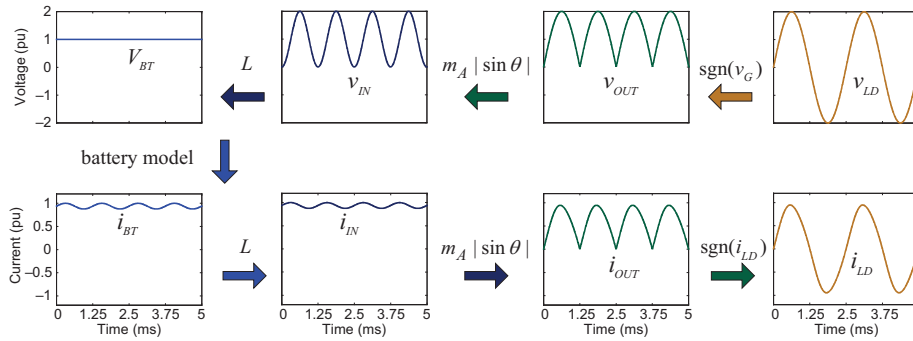 Voltage (pu)
2
1
0
−1
−2
V_BT
L
v_IN
m_A | sin θ |
v_OUT
sgn(v_G)
v_LD
battery model
Current (pu)
1
0.5
0
−0.5
−1
i_BT
L
i_IN
m_A | sin θ |
i_OUT
sgn(i_LD)
i_LD
0 1.25 2.5 3.75 5
0 1.25 2.5 3.75 5
0 1.25 2.5 3.75 5
0 1.25 2.5 3.75 5
Time (ms)
Time (ms)
Time (ms)
Time (ms)